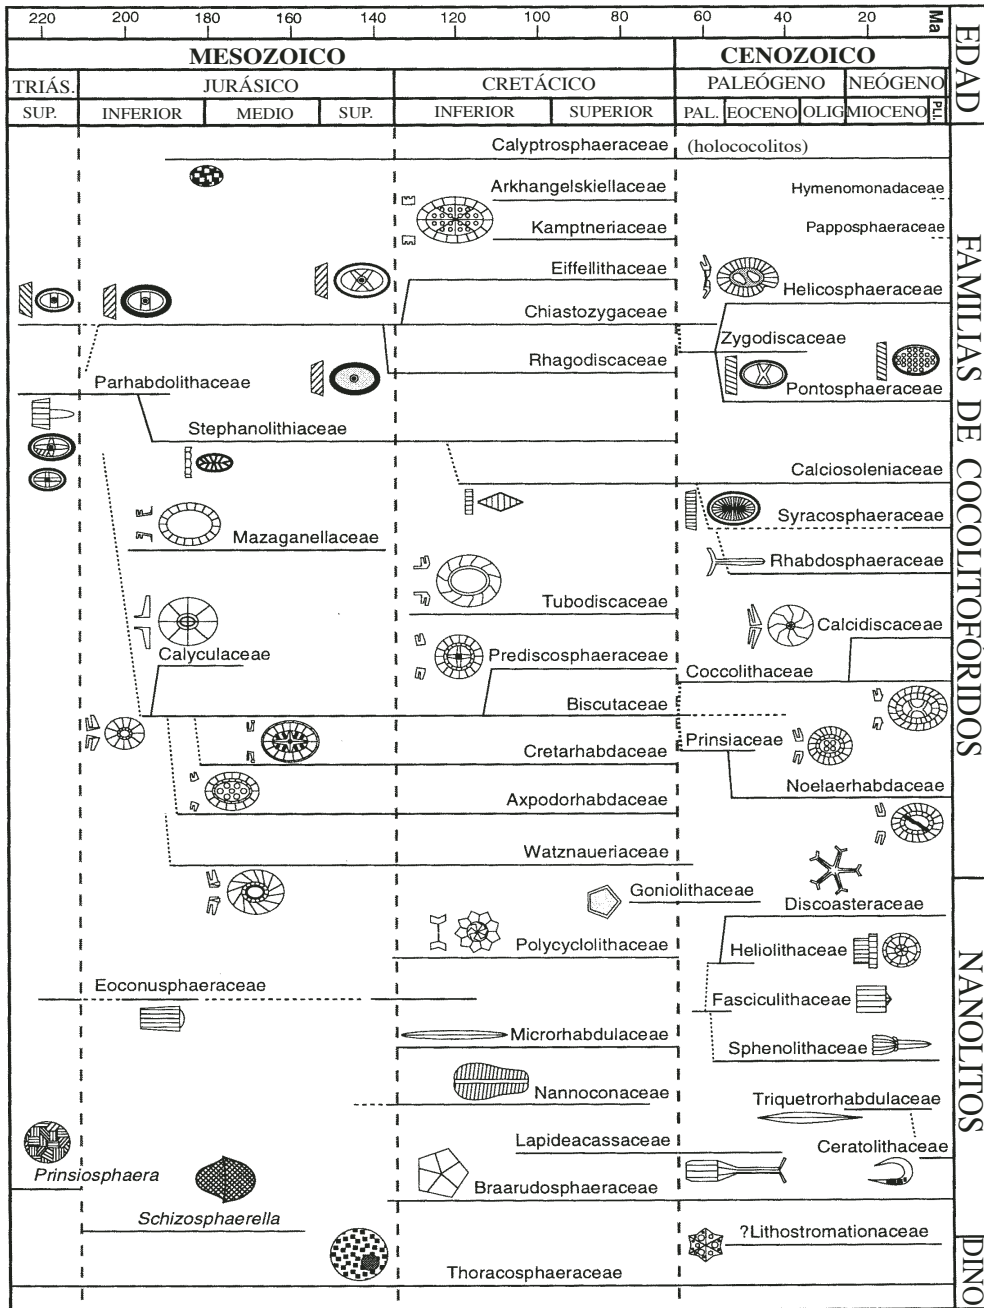 220 200 180 160 140 120 100 80 60 40 20 Ma
EDAD
MESOZOICO CENOZOICO
TRIÁS. JURÁSICO CRETÁCICO PALEÓGENO NEÓGENO
SUP. INFERIOR MEDIO SUP. INFERIOR SUPERIOR PAL. EOCENO OLIG MIOCENO Pli.
FAMILIAS DE COCOLITOFÓRIDOS
Calyptrosphaeraceae (holococolitos)
Arkhangelskiellaceae
Hymenomonadaceae
Kamptneriaceae
Papposphaeraceae
Eiffellithaceae
Helicosphaeraceae
Chiastozygaceae
Zygodiscaceae
Rhagodiscaceae
Parhabdolithaceae
Pontosphaeraceae
Stephanolithiaceae
Calciosoleniaceae
Syracosphaeraceae
Mazaganellaceae
Rhabdosphaeraceae
Tubodiscaceae
Calcidiscaceae
Calyculaceae
Prediscosphaeraceae
Coccolithaceae
Biscutaceae
Prinsiaceae
Cretarhabdaceae
Noelaerhabdaceae
Axpodorhabdaceae
Watznaueriaceae
NANOLITOS
Goniolithaceae
Discoasteraceae
Polycyclolithaceae
Heliolithaceae
Eoconusphaeraceae
Fasciculithaceae
Microrhabdulaceae
Sphenolithaceae
Nannoconaceae
Triquetrorhabdulaceae
Lapideacassaceae
Ceratolithaceae
Prinsiosphaera
Braarudosphaeraceae
Schizosphaerella
?Lithostromationaceae
DINO
Thoracosphaeraceae